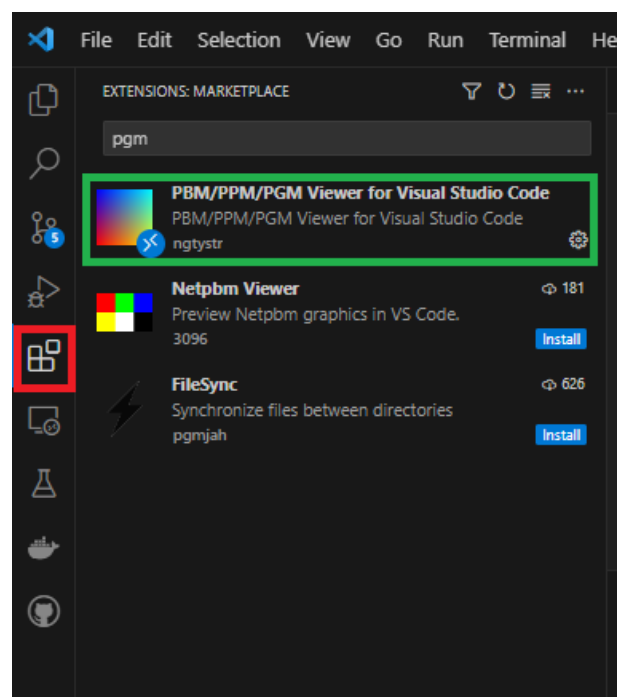 File Edit Selection View Go Run Terminal He
EXTENSIONS: MARKETPLACE
pgm
PBM/PPM/PGM Viewer for Visual Studio Code
PBM/PPM/PGM Viewer for Visual Studio Code
ngtystr
5
Netpbm Viewer 181
Preview Netpbm graphics in VS Code.
3096 Install
FileSync 626
Synchronize files between directories
pgmjah Install